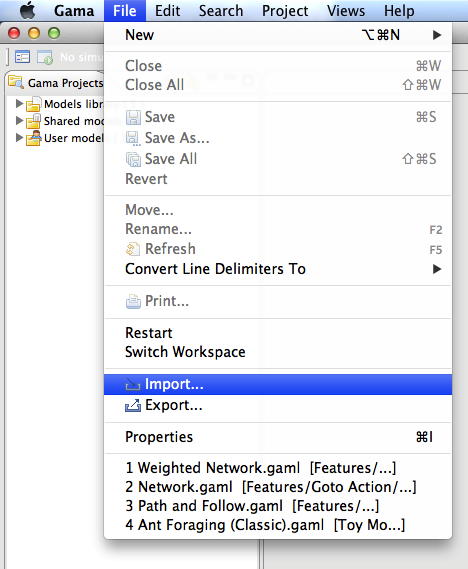 Gama File Edit Search Project Views Help
New ⌥⌘N
No simu
Close ⌘W
Close All ⇧⌘W
Gama Projects
Models lib
Save ⌘S
Shared mod
Save As...
User model
Save All ⇧⌘S
Revert
Move...
Rename... F2
Refresh F5
Convert Line Delimiters To
Print...
Restart
Switch Workspace
Import...
Export...
Properties ⌘I
1 Weighted Network.gaml [Features/...]
2 Network.gaml [Features/Goto Action/...]
3 Path and Follow.gaml [Features/...]
4 Ant Foraging (Classic).gaml [Toy Mo...]